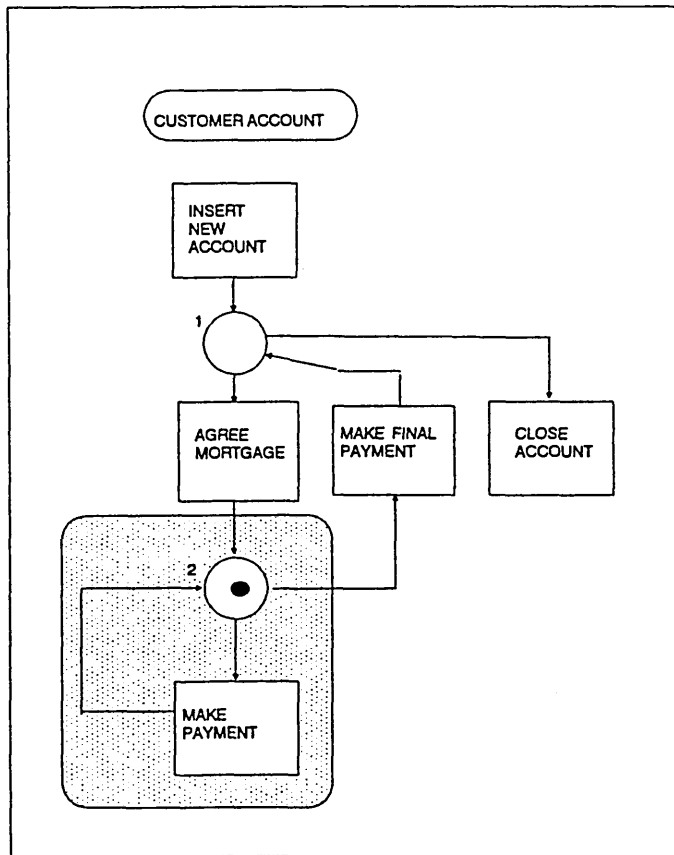 CUSTOMER ACCOUNT
INSERT
NEW
ACCOUNT
1
AGREE
MORTGAGE
MAKE FINAL
PAYMENT
CLOSE
ACCOUNT
2
MAKE
PAYMENT